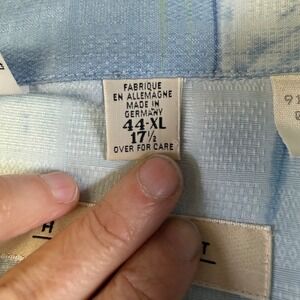 FABRIQUE
EN ALLEMAGNE
MADE IN
GERMANY
44-XL
17½
OVER FOR CARE
H
T